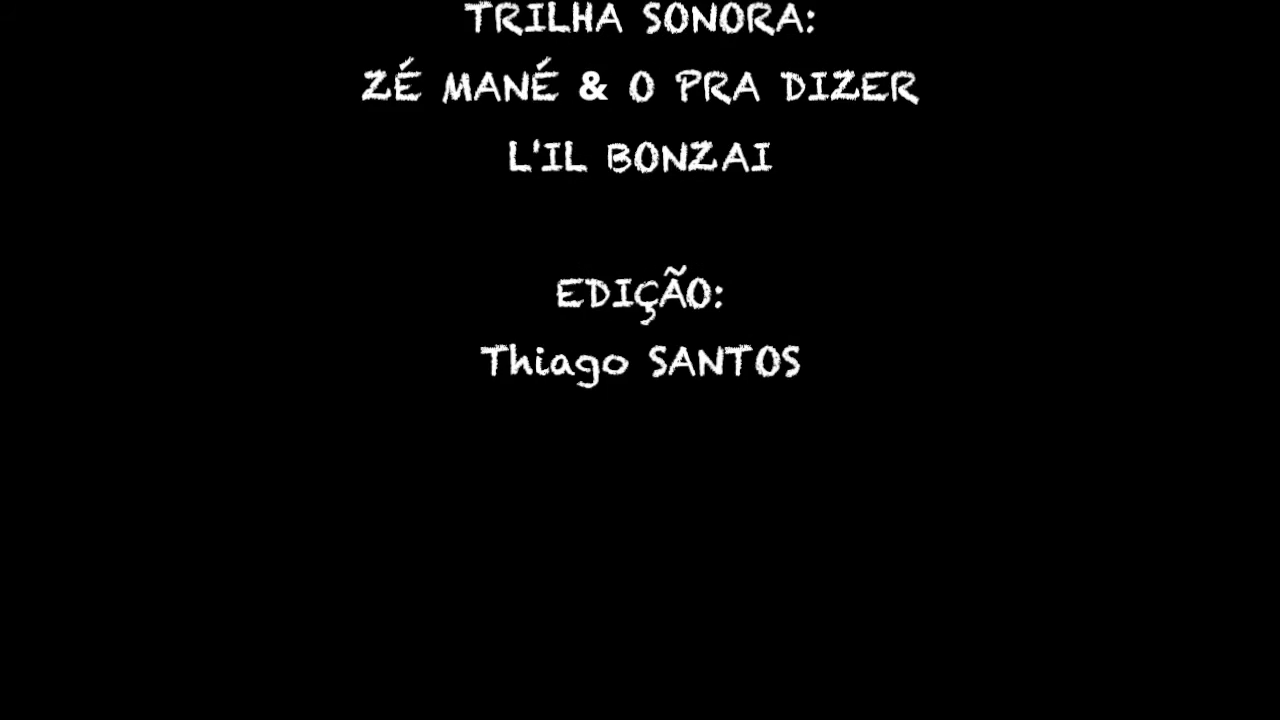 TRILHA SONORA:
ZÉ MANÉ & O PRA DIZER
L'IL BONZAI
EDIÇÃO:
Thiago SANTOS